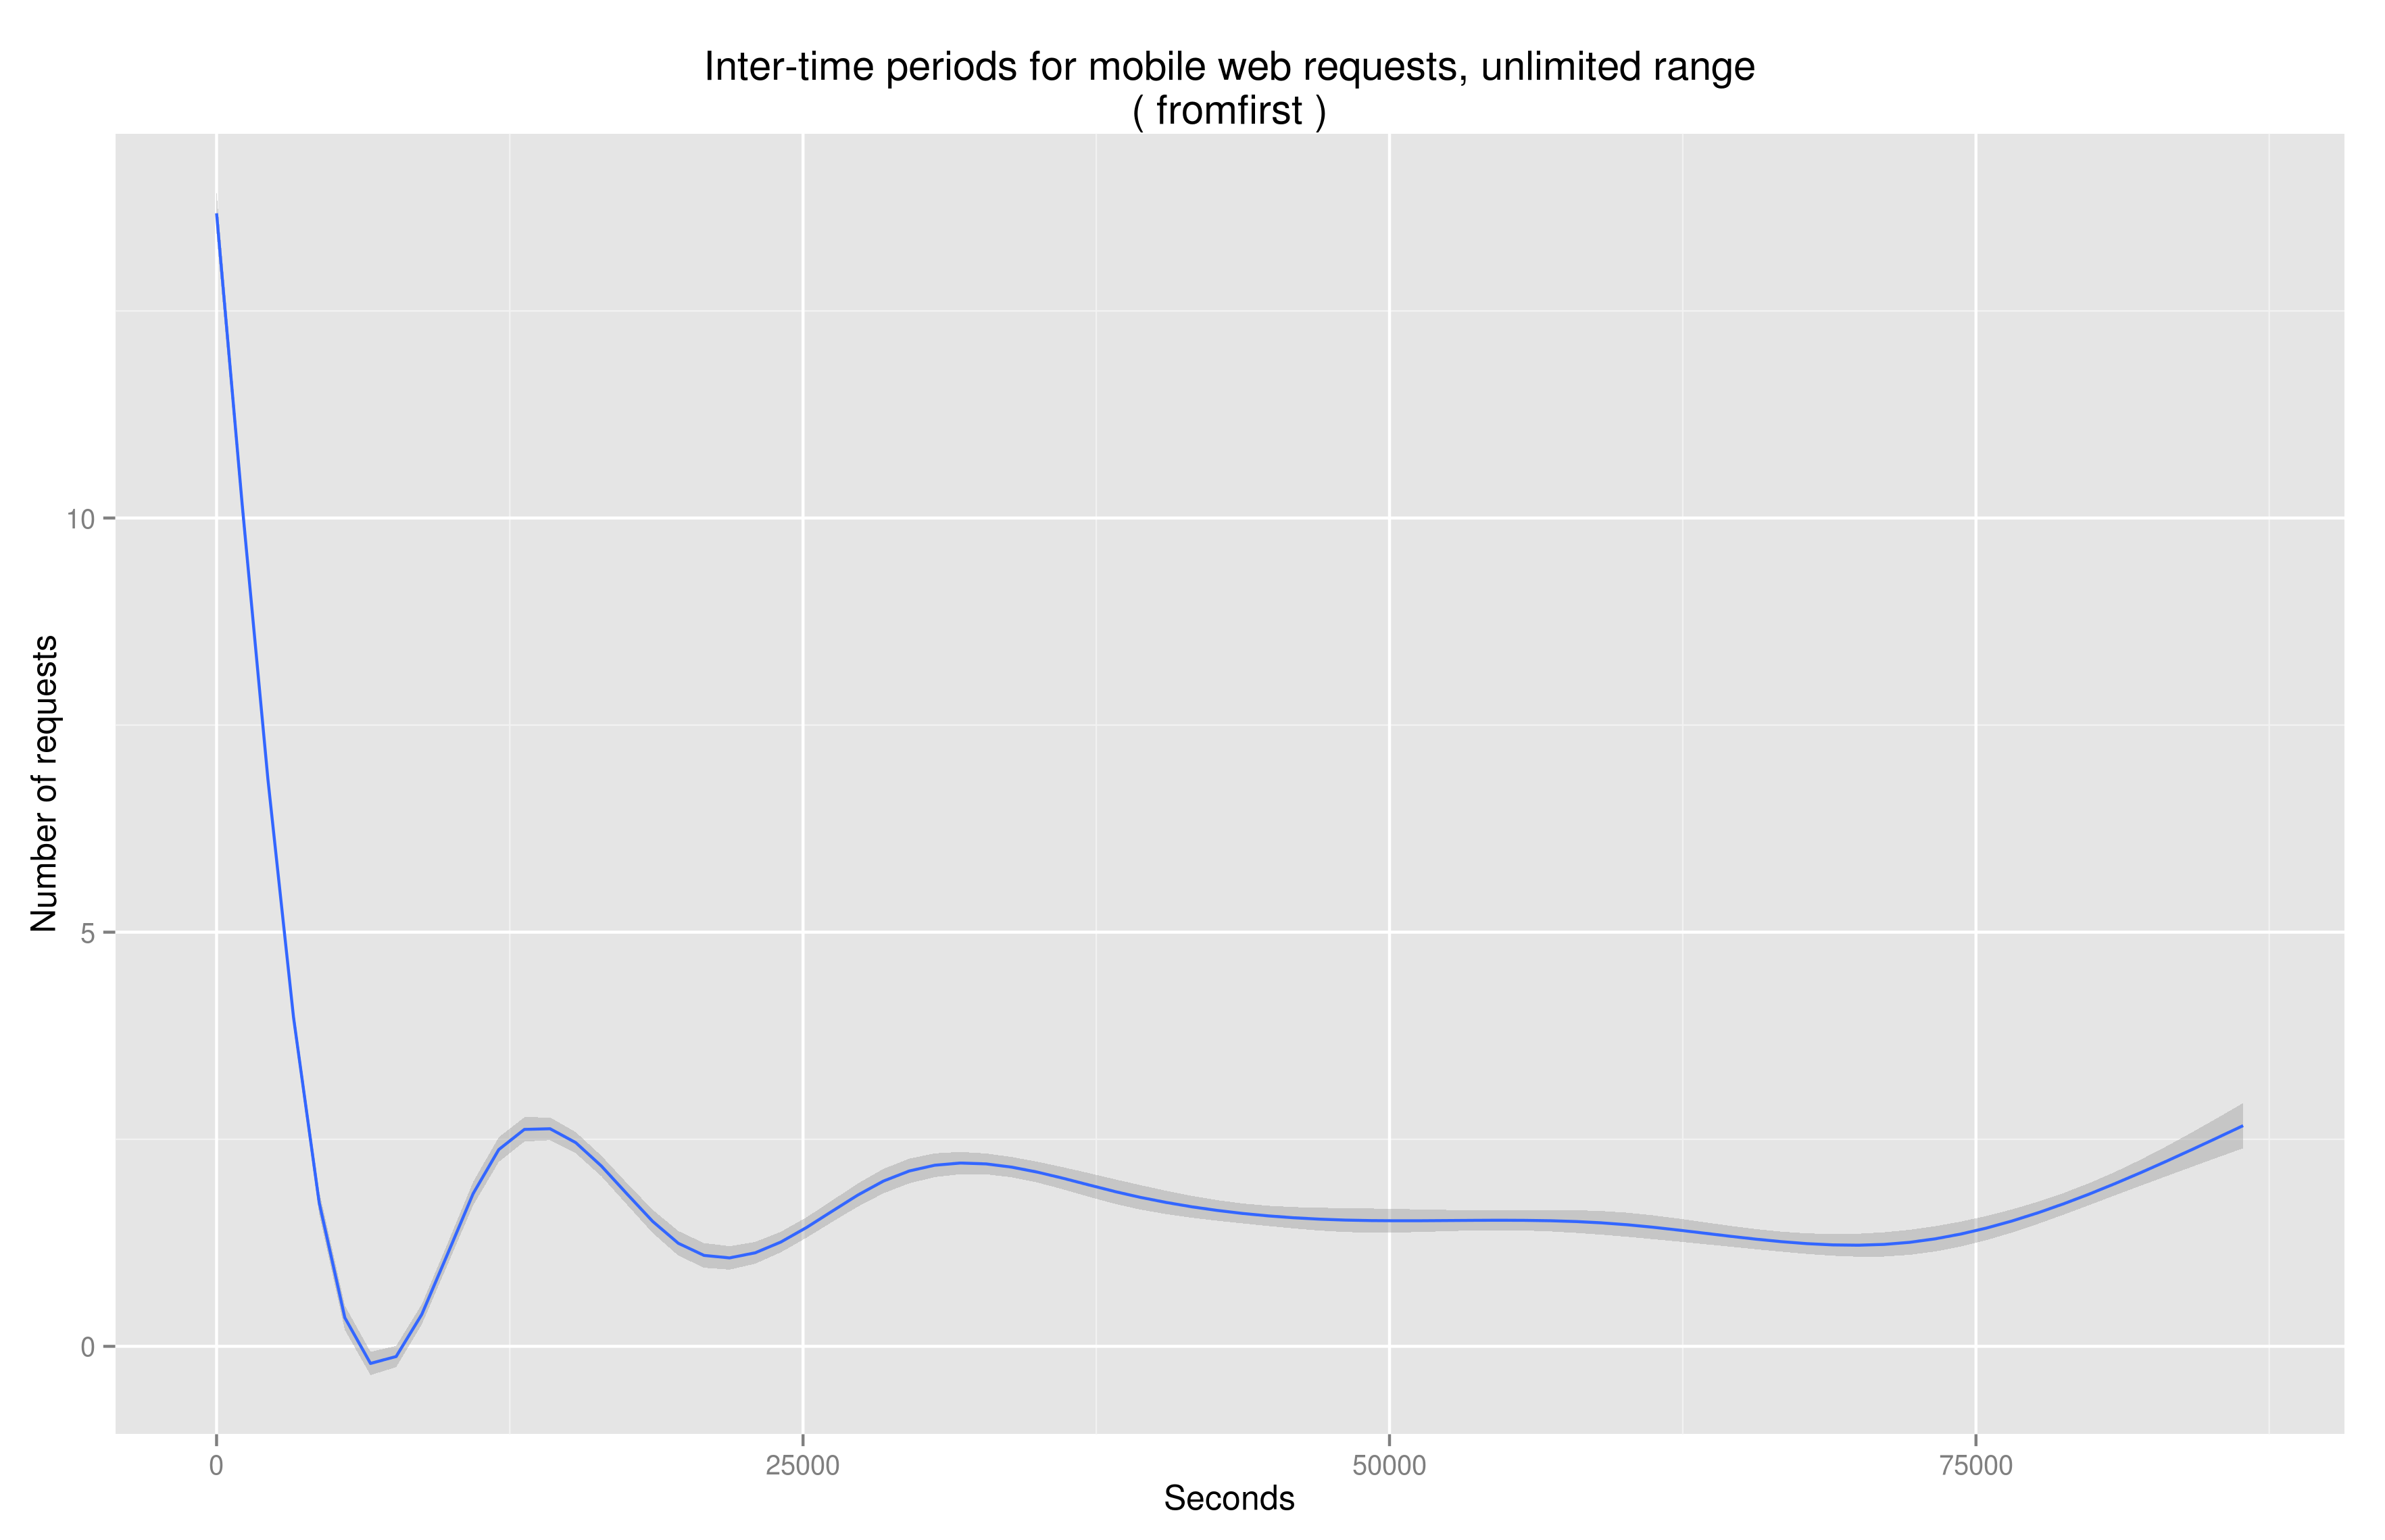 Inter-time periods for mobile web requests, unlimited range
( fromfirst )
Number of requests
10
5
0
0
25000
50000
75000
Seconds